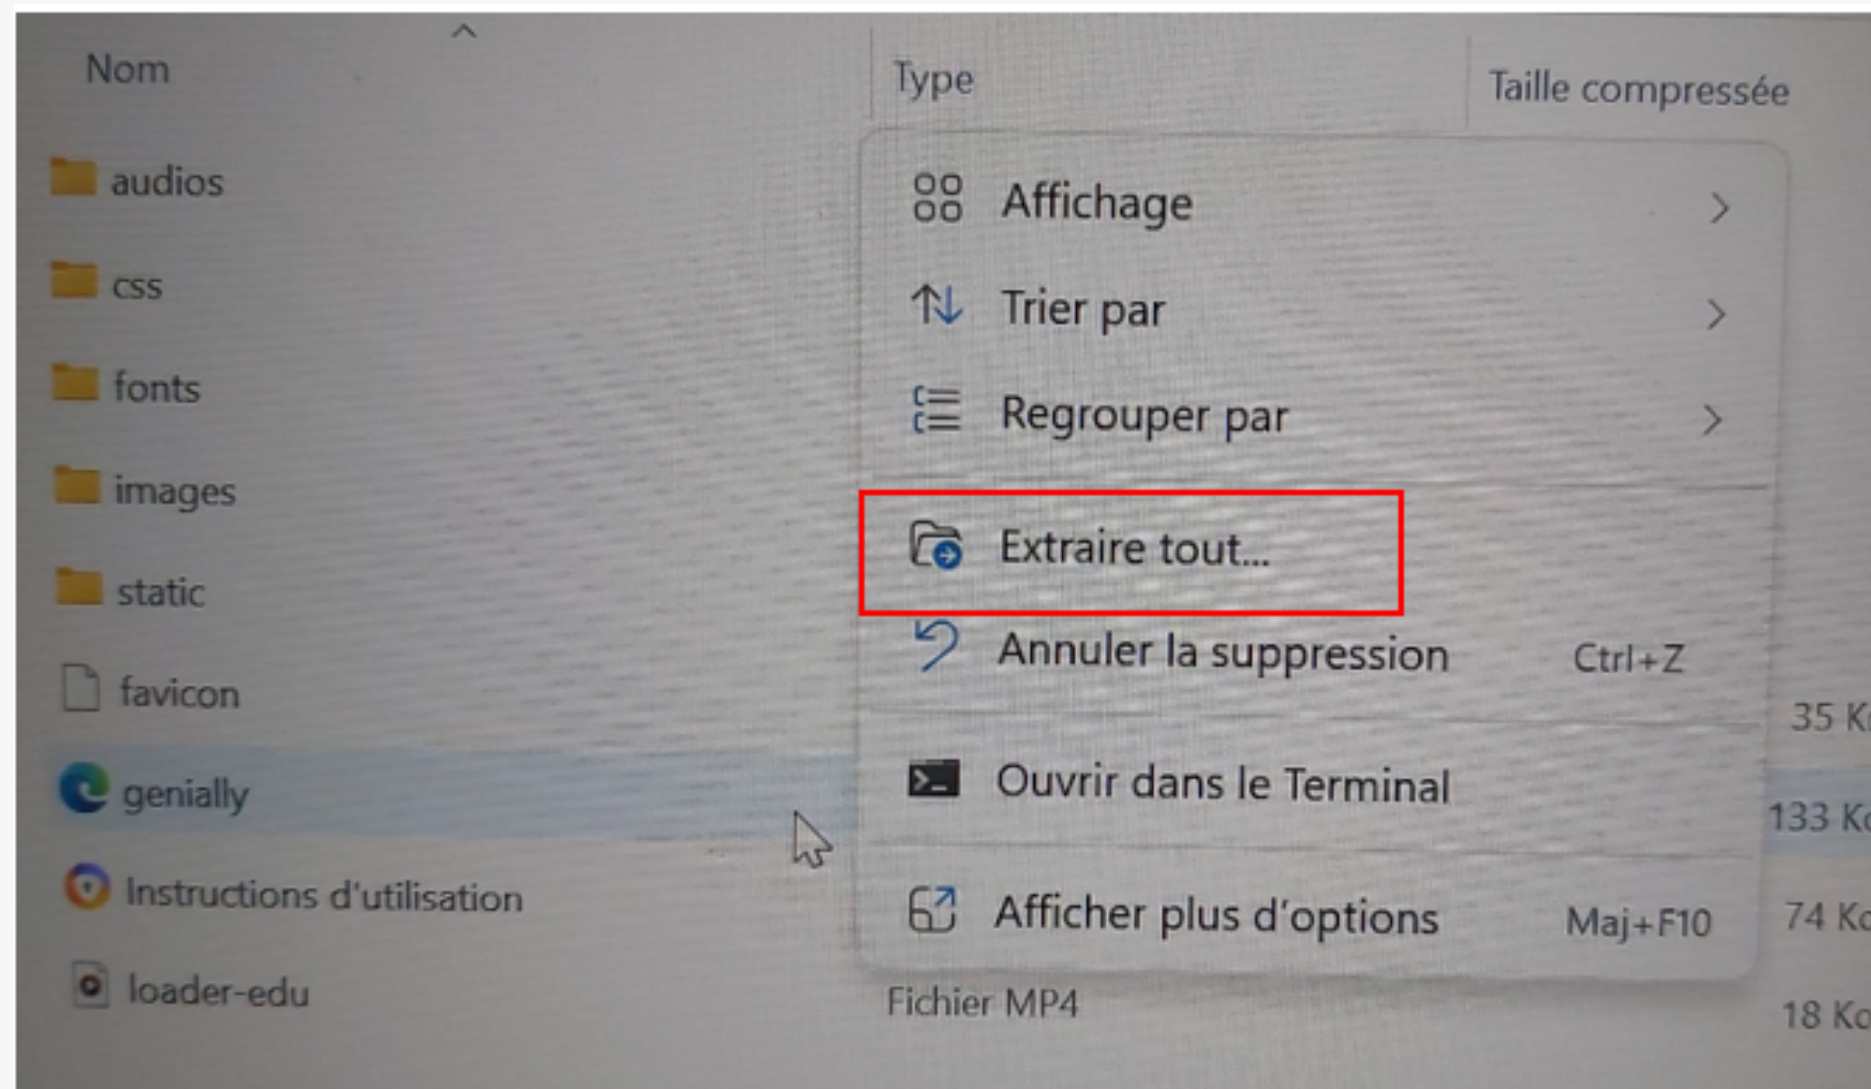 Nom
Type
Taille compressée
audios
css
fonts
images
static
favicon
genially
Instructions d'utilisation
loader-edu
Affichage
Trier par
Regrouper par
Extraire tout...
Annuler la suppression Ctrl+Z
Ouvrir dans le Terminal
Afficher plus d'options Maj+F10
Fichier MP4
35
133
74
18